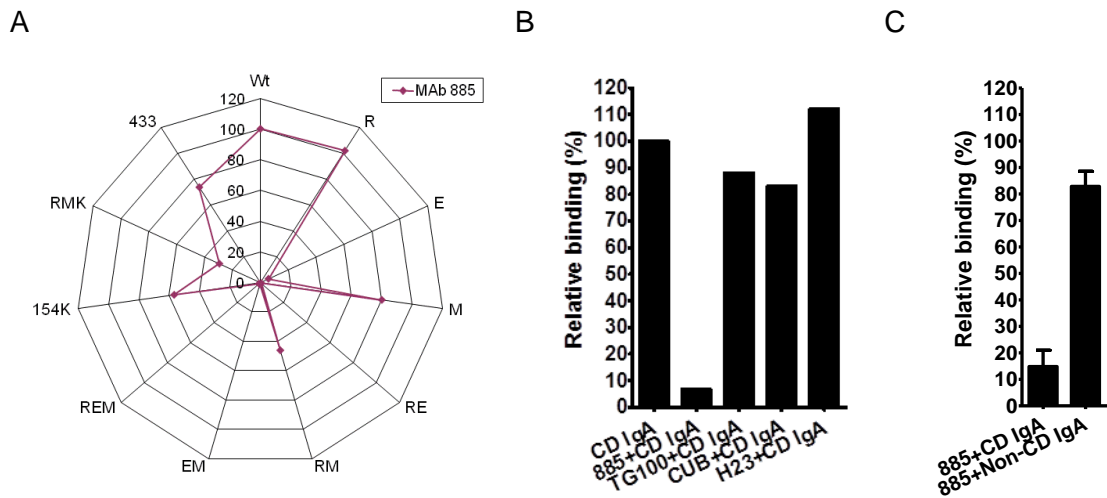 A
B
C
Wt
R
E
M
RE
RM
EM
REM
154K
RMK
433
120
100
80
60
40
20
0
MAb 885
Relative binding (%)
120
110
100
90
80
70
60
50
40
30
20
10
0
CD IgA
885+CD IgA
TG100+CD IgA
CUB+CD IgA
H23+CD IgA
Relative binding (%)
120
110
100
90
80
70
60
50
40
30
20
10
0
885+CD IgA
885+Non-CD IgA